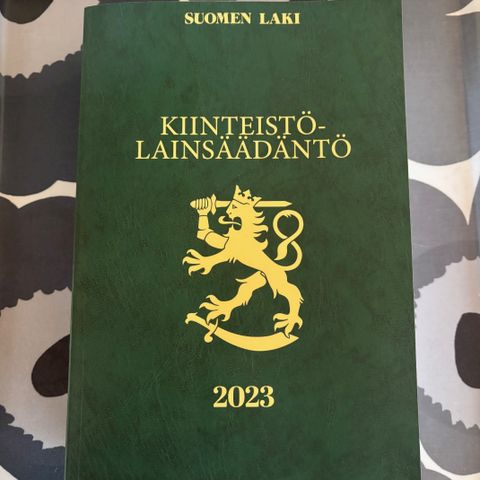 SUOMEN LAKI
KIINTEISTÖ-
LAINSÄÄDÄNTÖ
2023